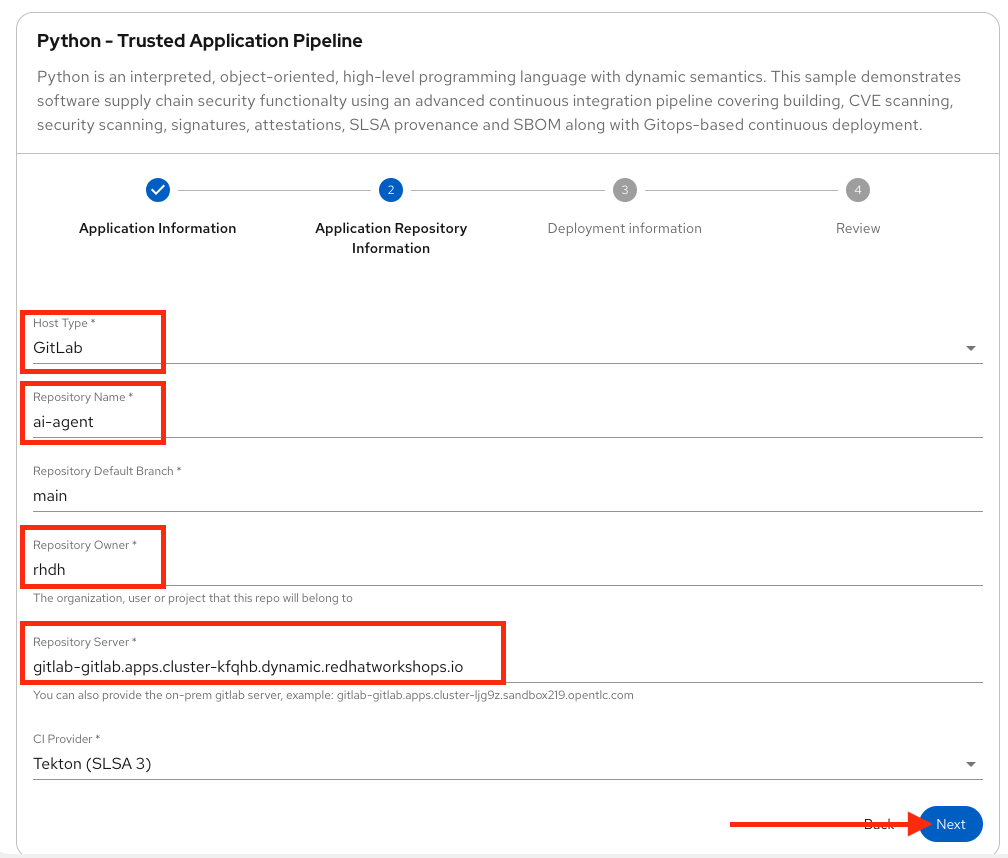 Python - Trusted Application Pipeline
Python is an interpreted, object-oriented, high-level programming language with dynamic semantics. This sample demonstrates
software supply chain security functionalty using an advanced continuous integration pipeline covering building, CVE scanning,
security scanning, signatures, attestations, SLSA provenance and SBOM along with Gitops-based continuous deployment.
2
3
4
Application Information
Application Repository
Information
Deployment information
Review
Host Type *
GitLab
Repository Name *
ai-agent
Repository Default Branch *
main
Repository Owner *
rhdh
The organization, user or project that this repo will belong to
Repository Server *
gitlab-gitlab.apps.cluster-kfqhb.dynamic.redhatworkshops.io
You can also provide the on-prem gitlab server, example: gitlab-gitlab.apps.cluster-ljg9z.sandbox219.opentlc.com
CI Provider *
Tekton (SLSA 3)
Back
Next